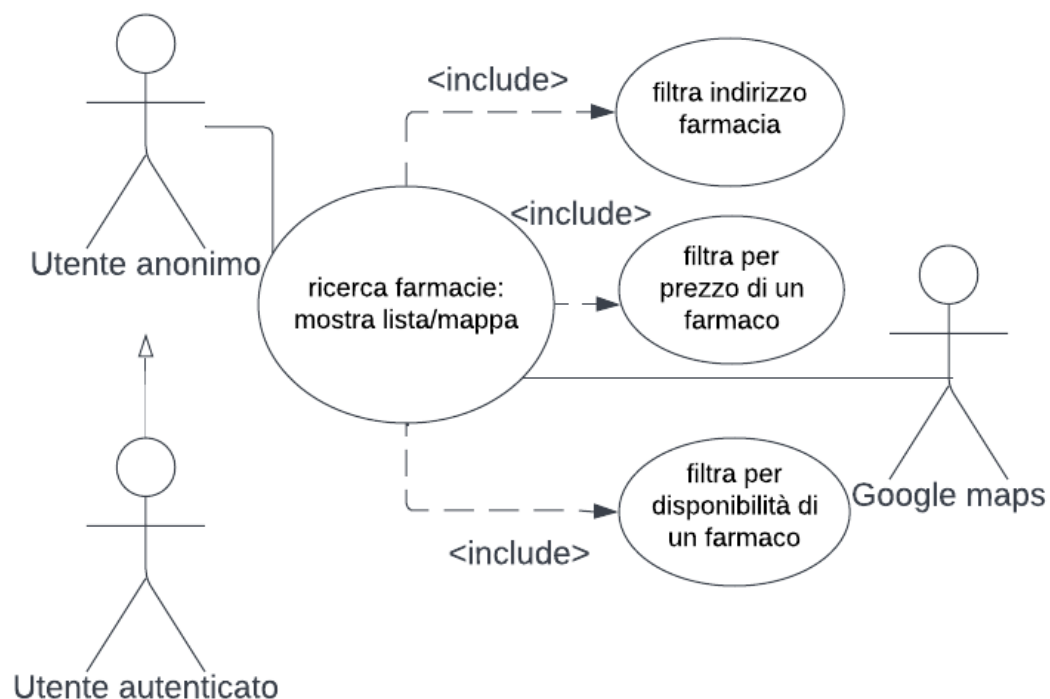 <include>
filtra indirizzo
farmacia
Utente anonimo
<include>
ricerca farmacie:
mostra lista/mappa
filtra per
prezzo di un
farmaco
Google maps
filtra per
disponibilità di
un farmaco
<include>
Utente autenticato